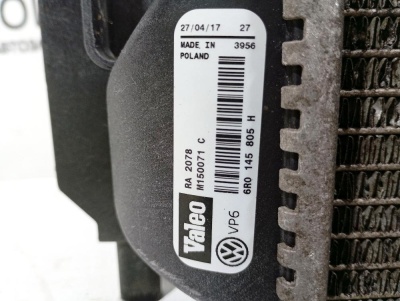 27/04/17 27
MADE IN 3956
POLAND
RA 2078
M150071 C
6R0 145 805 H
Valeo
VP6